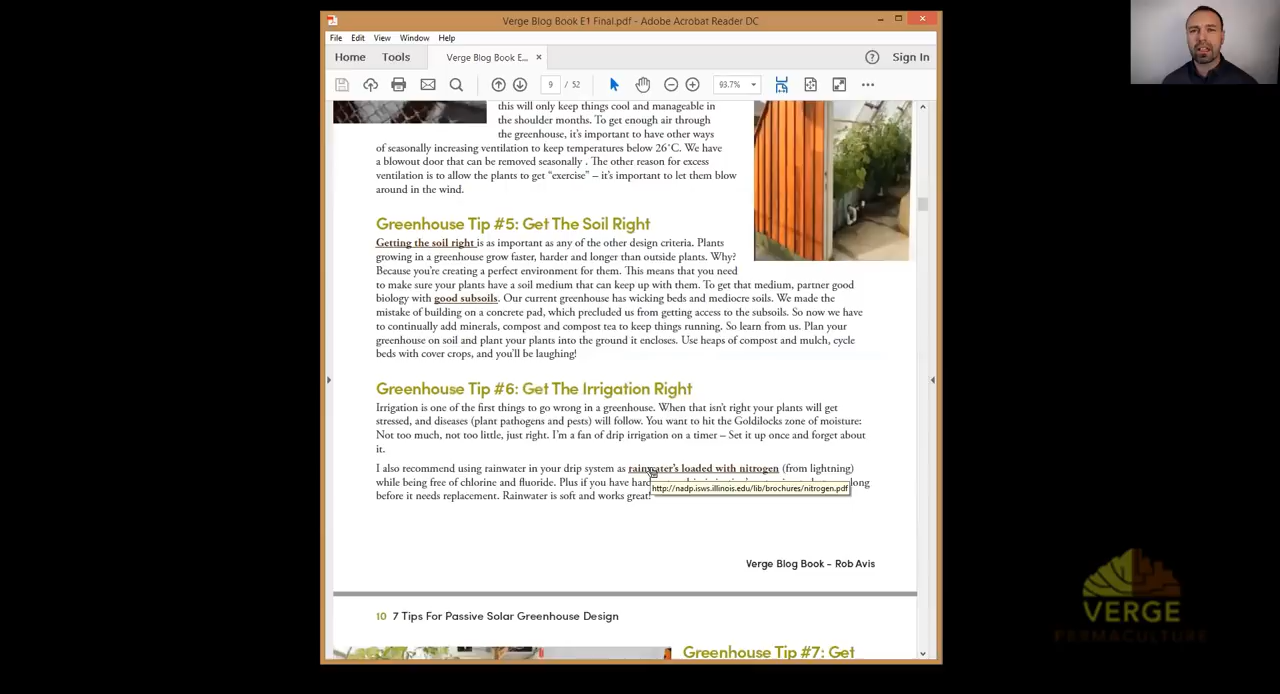 Verge Blog Book E1 Final.pdf - Adobe Acrobat Reader DC
File Edit View Window Help
Home Tools Verge Blog Book E... × Sign In
9 / 52 93.7%
this will only keep things cool and manageable in
the shoulder months. To get enough air through
the greenhouse, it's important to have other ways
of seasonally increasing ventilation to keep temperatures below 26˚C. We have
a blowout door that can be removed seasonally . The other reason for excess
ventilation is to allow the plants to get “exercise” – it's important to let them blow
around in the wind.
Greenhouse Tip #5: Get The Soil Right
Getting the soil right is as important as any of the other design criteria. Plants
growing in a greenhouse grow faster, harder and longer than outside plants. Why?
Because you're creating a perfect environment for them. This means that you need
to make sure your plants have a soil medium that can keep up with them. To get that medium, partner good
biology with good subsoils. Our current greenhouse has wicking beds and mediocre soils. We made the
mistake of building on a concrete pad, which precluded us from getting access to the subsoils. So now we have
to continually add minerals, compost and compost tea to keep things running. So learn from us. Plan your
greenhouse on soil and plant your plants into the ground it encloses. Use heaps of compost and mulch, cycle
beds with cover crops, and you'll be laughing!
Greenhouse Tip #6: Get The Irrigation Right
Irrigation is one of the first things to go wrong in a greenhouse. When that isn't right your plants will get
stressed, and diseases (plant pathogens and pests) will follow. You want to hit the Goldilocks zone of moisture:
Not too much, not too little, just right. I'm a fan of drip irrigation on a timer – Set it up once and forget about
it.
I also recommend using rainwater in your drip system as rainwater's loaded with nitrogen (from lightning)
while being free of chlorine and fluoride. Plus if you have hard long
http://nadp.isws.illinois.edu/lib/brochures/nitrogen.pdf
before it needs replacement. Rainwater is soft and works great!
Verge Blog Book - Rob Avis
10 7 Tips For Passive Solar Greenhouse Design
Greenhouse Tip #7: Get
VERGE
PERMACULTURE